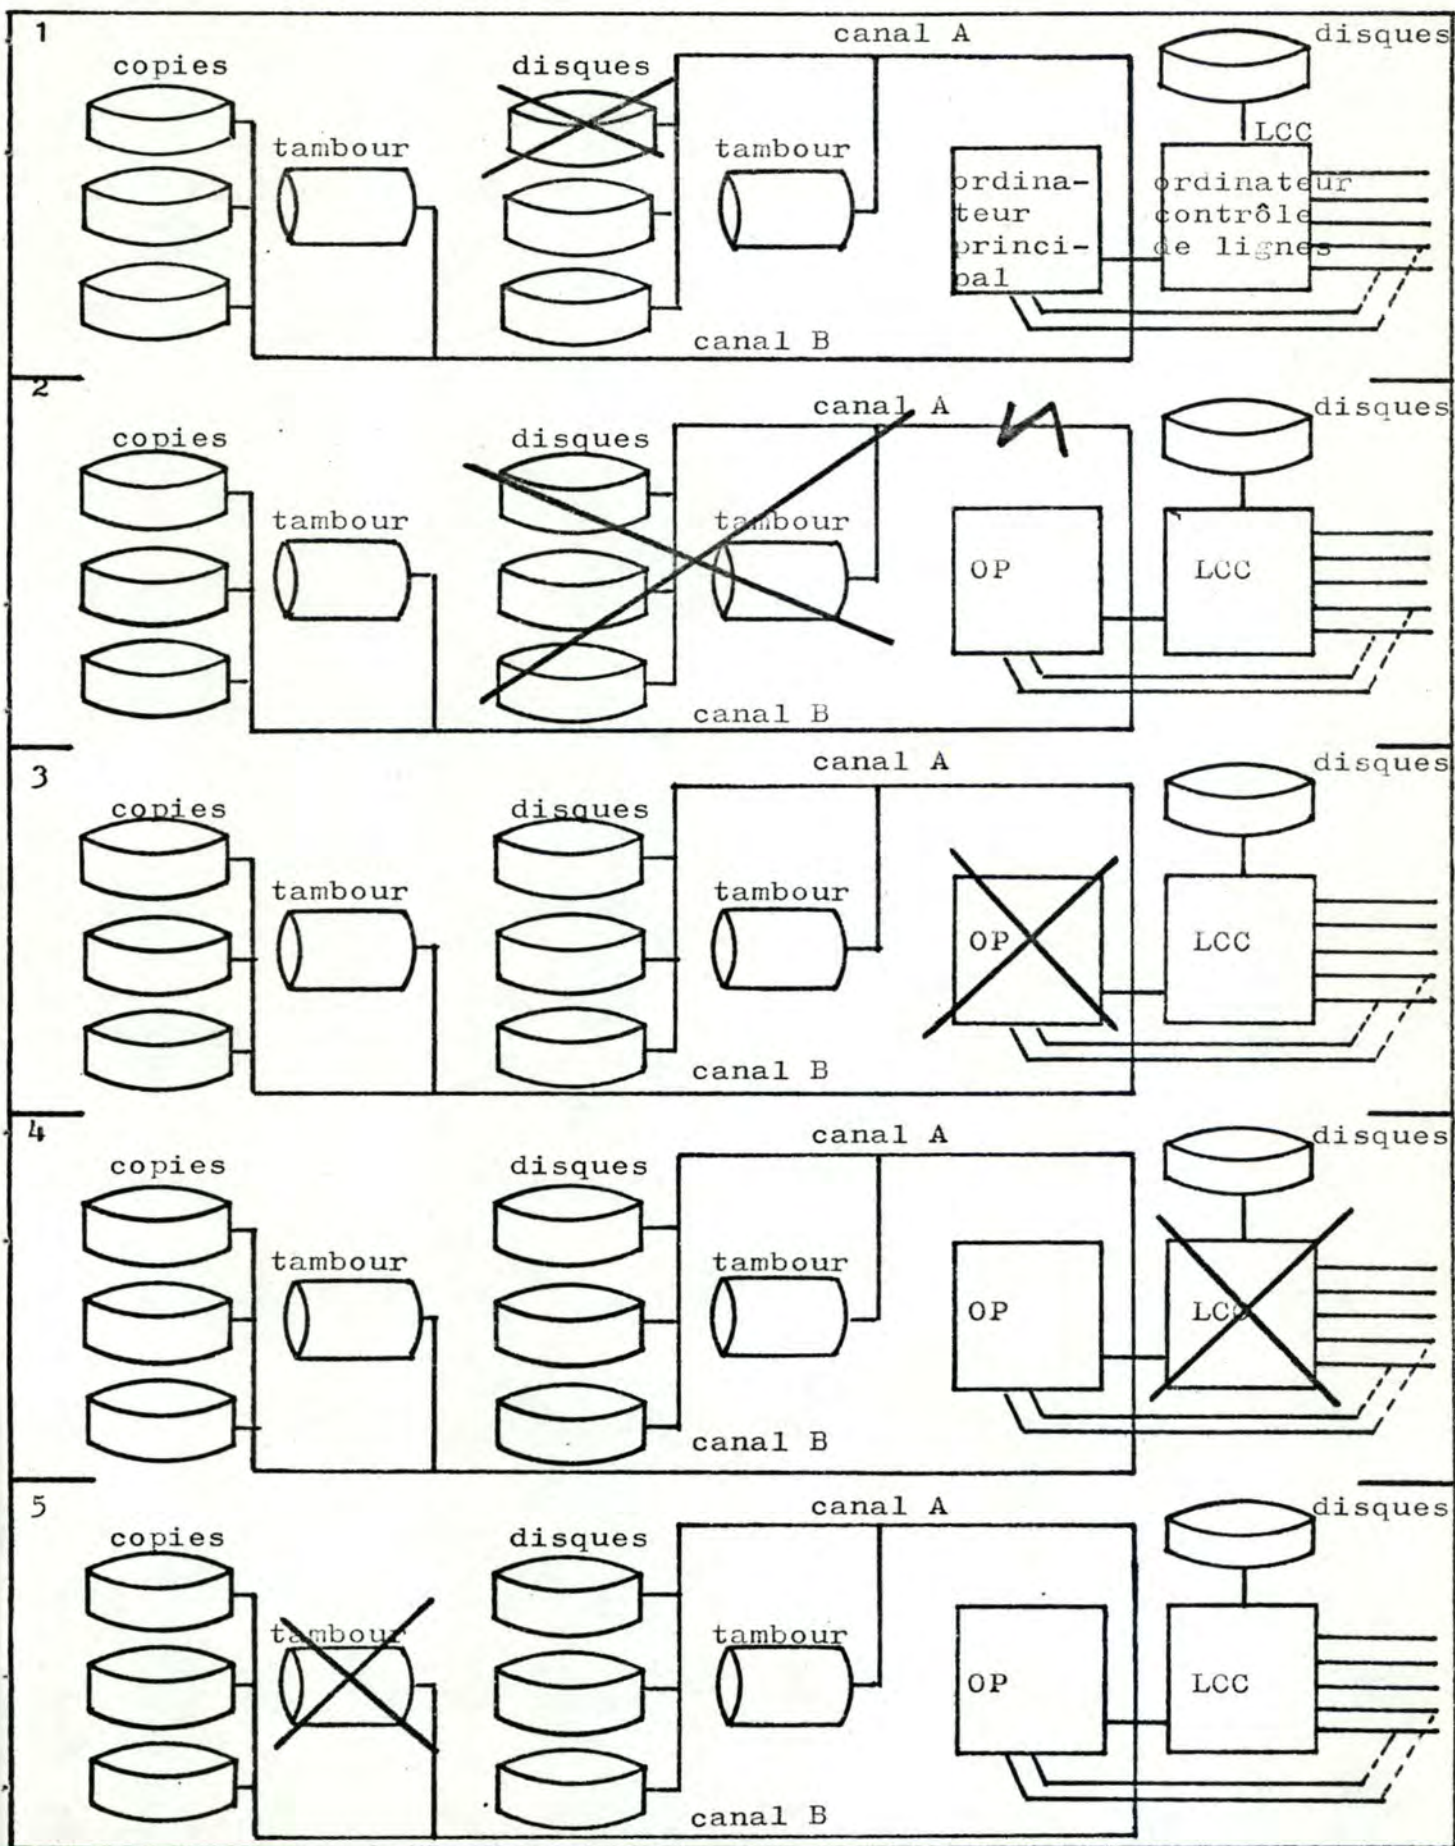 1
canal A
disques
copies
disques
LCC
tambour
tambour
ordina-
teur
princi-
pal
ordinateur
contrôle
de lignes
canal B
2
canal A
disques
copies
disques
tambour
tambour
OP
LCC
canal B
3
canal A
disques
copies
disques
tambour
tambour
OP
LCC
canal B
4
canal A
disques
copies
disques
tambour
tambour
OP
LCC
canal B
5
canal A
disques
copies
disques
tambour
tambour
OP
LCC
canal B